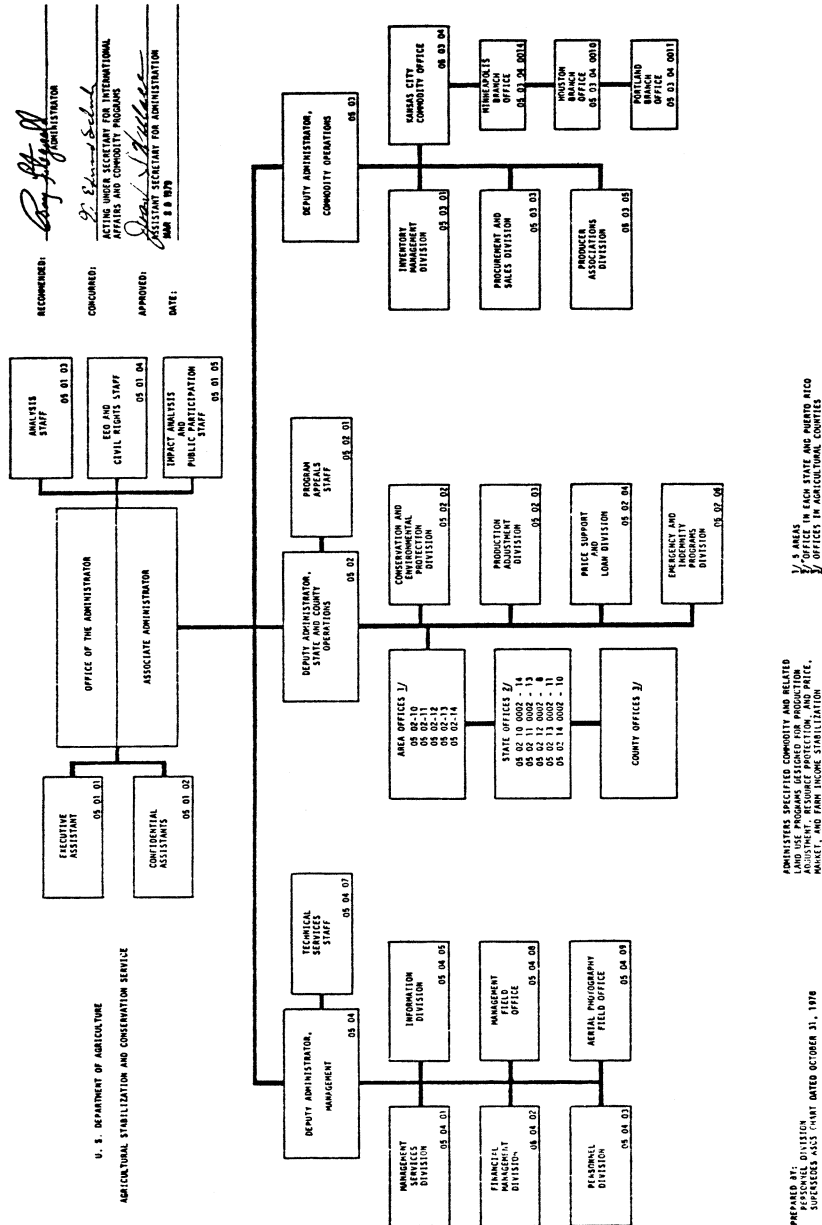 U. S. DEPARTMENT OF AGRICULTURE
AGRICULTURAL STABILIZATION AND CONSERVATION SERVICE
RECOMMENDED:
ADMINISTRATOR
CONCURRED:
ACTING UNDER SECRETARY FOR INTERNATIONAL
AFFAIRS AND COMMODITY PROGRAMS
APPROVED:
ASSISTANT SECRETARY FOR ADMINISTRATION
DATE:
MAR 1979
EXECUTIVE
ASSISTANT
05 01 01
CONFIDENTIAL
ASSISTANTS
05 01 02
OFFICE OF THE ADMINISTRATOR
ASSOCIATE ADMINISTRATOR
ANALYSIS
STAFF
05 01 03
EEO AND
CIVIL RIGHTS STAFF
05 01 04
IMPACT ANALYSIS
AND
PUBLIC PARTICIPATION
STAFF
05 01 05
DEPUTY ADMINISTRATOR,
MANAGEMENT
05 04
TECHNICAL
SERVICES
STAFF
05 04 07
MANAGEMENT
SERVICES
DIVISION
05 04 01
INFORMATION
DIVISION
05 04 05
FINANCIAL
MANAGEMENT
DIVISION
05 04 02
MANAGEMENT
FIELD
OFFICE
05 04 08
PERSONNEL
DIVISION
05 04 03
AERIAL PHOTOGRAPHY
FIELD OFFICE
05 04 09
DEPUTY ADMINISTRATOR,
STATE AND COUNTY
OPERATIONS
05 02
PROGRAM
APPEALS
STAFF
05 02 01
AREA OFFICES 1/
05 02-10
05 02-11
05 02-12
05 02-13
05 02-14
STATE OFFICES 2/
05 02 10 0002 - 14
05 02 11 0002 - 13
05 02 12 0002 - 8
05 02 13 0002 - 11
05 02 14 0002 - 10
COUNTY OFFICES 3/
CONSERVATION AND
ENVIRONMENTAL
PROTECTION
DIVISION
05 02 02
PRODUCTION
ADJUSTMENT
DIVISION
05 02 03
PRICE SUPPORT
AND
LOAN DIVISION
05 02 04
EMERGENCY AND
INDEMNITY
PROGRAMS
DIVISION
05 02 06
DEPUTY ADMINISTRATOR,
COMMODITY OPERATIONS
05 03
INVENTORY
MANAGEMENT
DIVISION
05 03 01
PROCUREMENT AND
SALES DIVISION
05 03 03
PRODUCER
ASSOCIATIONS
DIVISION
05 03 05
KANSAS CITY
COMMODITY OFFICE
05 03 04
MINNEAPOLIS
BRANCH
OFFICE
05 03 04 0014
HOUSTON
BRANCH
OFFICE
05 03 04 0010
PORTLAND
BRANCH
OFFICE
05 03 04 0011
PREPARED BY:
PERSONNEL DIVISION
SUPERSEDES ASCS CHART DATED OCTOBER 31, 1978
ADMINISTERS SPECIFIED COMMODITY AND RELATED
LAND USE PROGRAMS DESIGNED FOR PRODUCTION
ADJUSTMENT, RESOURCE PROTECTION, AND PRICE,
MARKET, AND FARM INCOME STABILIZATION
1/ 5 AREAS
2/ OFFICE IN EACH STATE AND PUERTO RICO
3/ OFFICES IN AGRICULTURAL COUNTIES